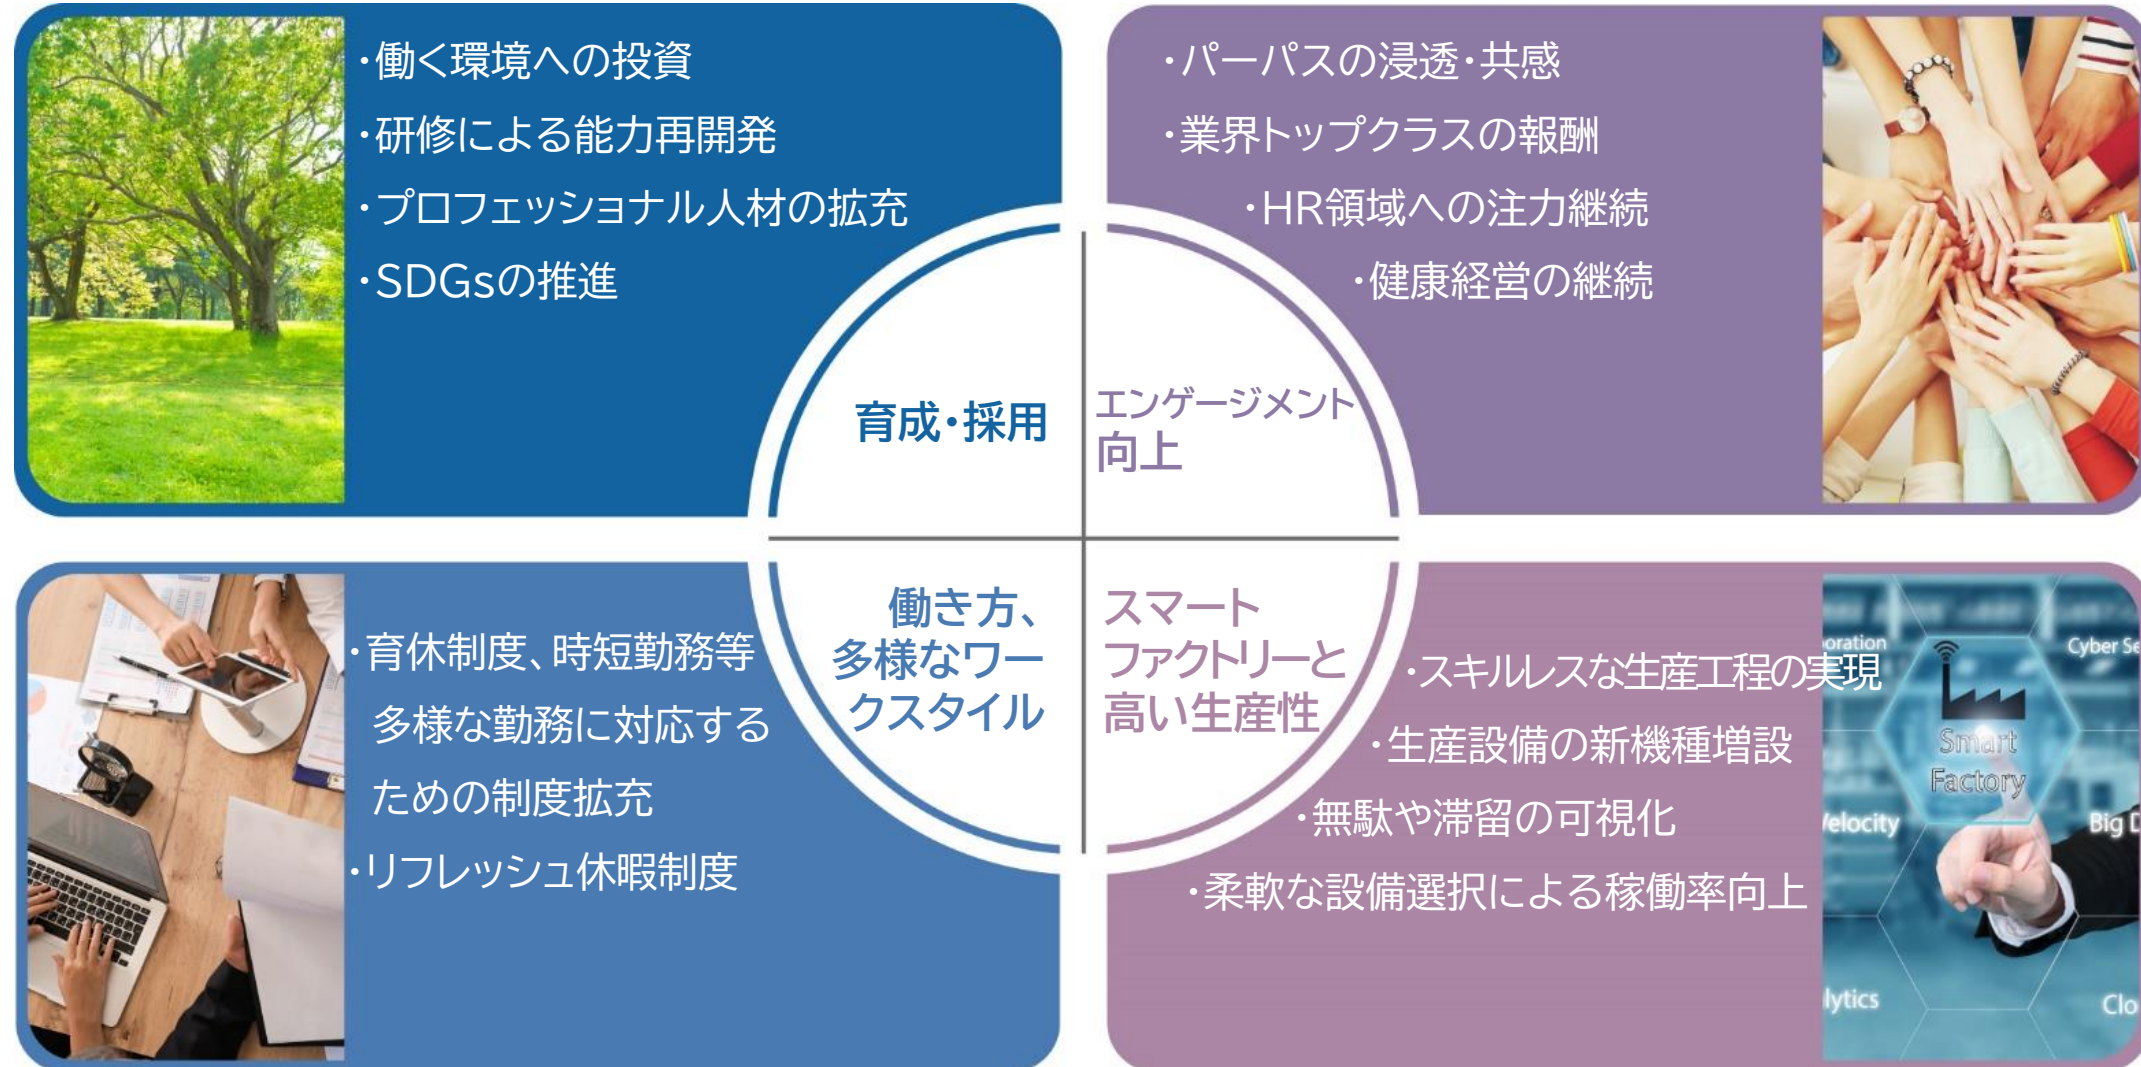 ・働く環境への投資
・研修による能力再開発
・プロフェッショナル人材の拡充
・SDGsの推進
・パーパスの浸透・共感
・業界トップクラスの報酬
・HR領域への注力継続
・健康経営の継続
育成・採用
エンゲージメント
向上
働き方、
多様なワー
クスタイル
スマート
ファクトリーと
高い生産性
・育休制度、時短勤務等
多様な勤務に対応する
ための制度拡充
・リフレッシュ休暇制度
・スキルレスな生産工程の実現
・生産設備の新機種増設
・無駄や滞留の可視化
・柔軟な設備選択による稼働率向上
oration
Cyber Se
Smart
Factory
Velocity
Big D
lytics
Clo